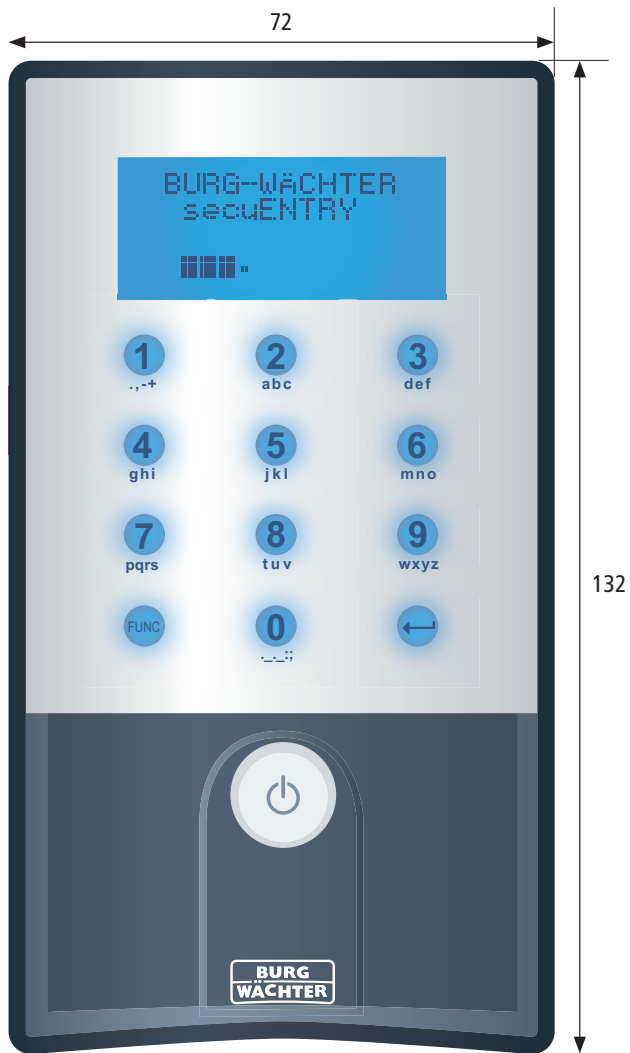 72
BURG-WÄCHTER
secuENTRY
1 2 3
.,-+ abc def
4 5 6
ghi jkl mno
7 8 9
pqrs tuv wxyz
132
FUNC 0
._._:;
BURG
WÄCHTER